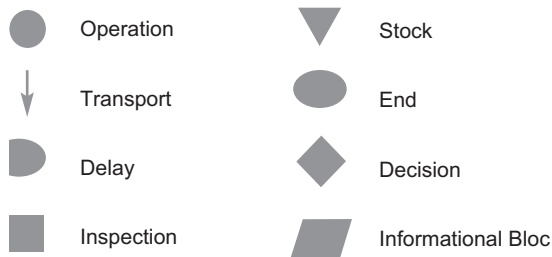 Operation
Stock
Transport
End
Delay
Decision
Inspection
Informational Bloc